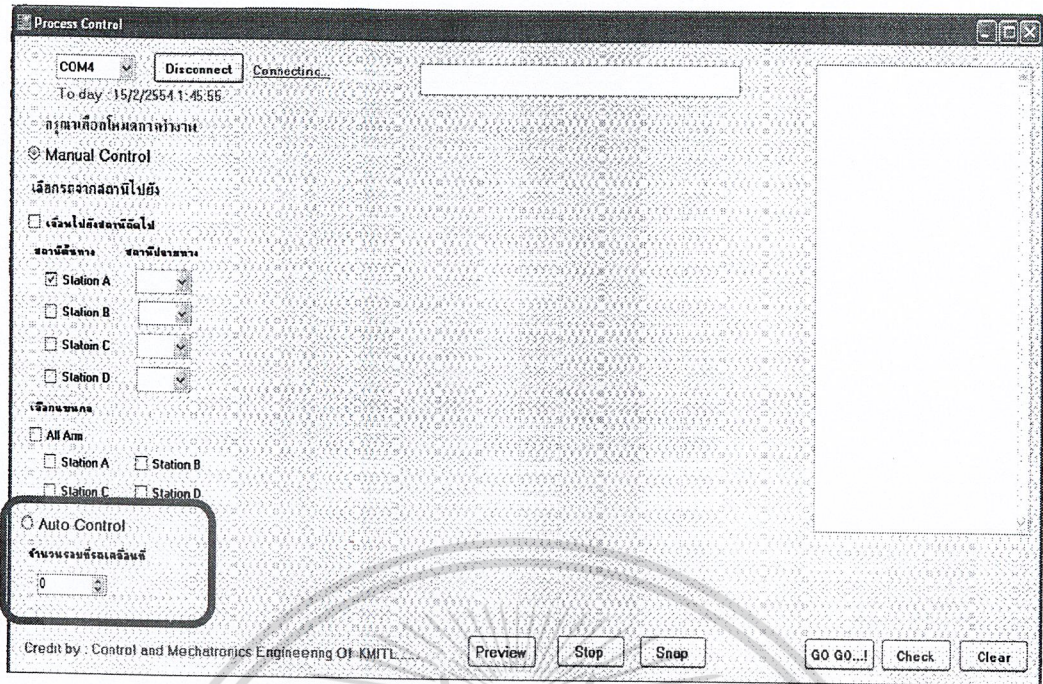 Process Control
COM4 Disconnect Connecting...
To day : 15/2/2554 1:45:55
กรุณาเลือกโหมดการทำงาน
Manual Control
เลือกรถจากสถานีไปยัง
เลื่อนไปยังสถานีถัดไป
สถานีต้นทาง สถานีปลายทาง
Station A
Station B
Statoin C
Station D
เลือกแขนกล
All Arm
Station A Station B
Station C Station D
Auto Control
จำนวนรอบที่รถเคลื่อนที่
0
Credit by : Control and Mechatronics Engineering Of KMITL......
Preview Stop Snap GO GO...! Check Clear